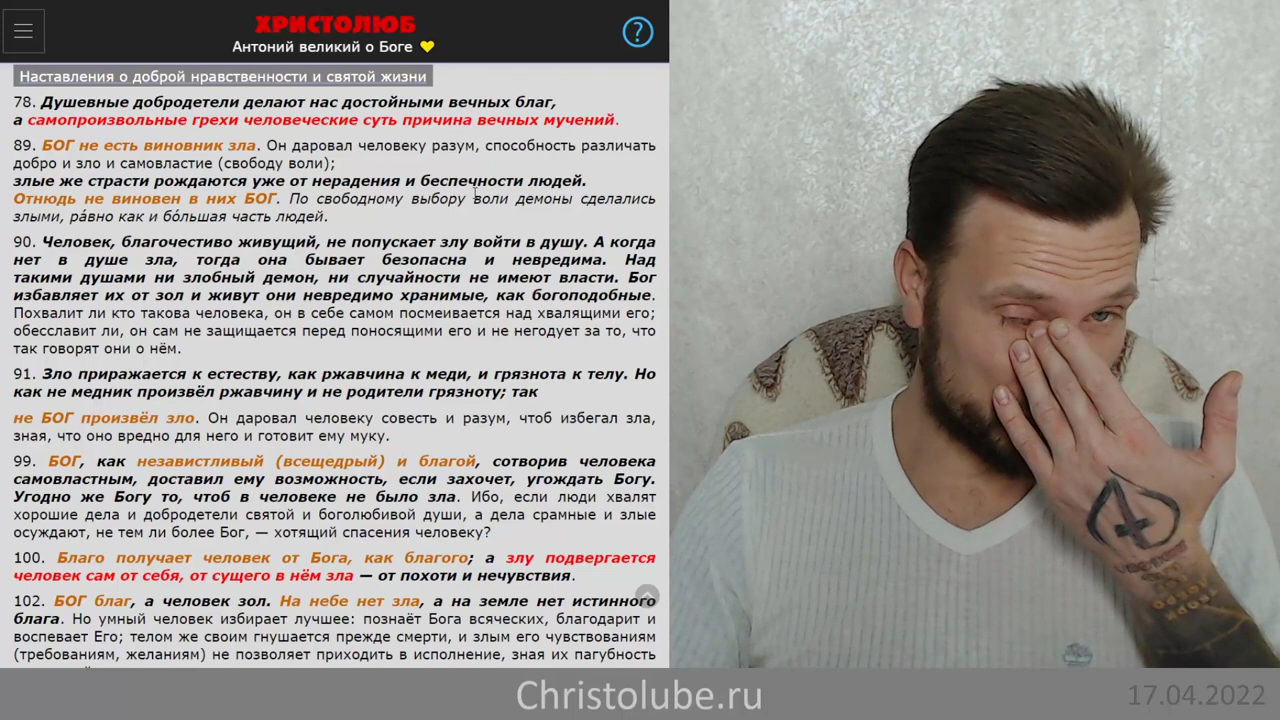 ХРИСТОЛЮБ
Антоний великий о Боге
?
Наставления о доброй нравственности и святой жизни
78. Душевные добродетели делают нас достойными вечных благ,
а самопроизвольные грехи человеческие суть причина вечных мучений.
89. БОГ не есть виновник зла. Он даровал человеку разум, способность различать
добро и зло и самовластие (свободу воли);
злые же страсти рождаются уже от нерадения и беспечности людей.
Отнюдь не виновен в них БОГ. По свободному выбору воли демоны сделались
злыми, ра́вно как и бо́льшая часть людей.
90. Человек, благочестиво живущий, не попускает злу войти в душу. А когда
нет в душе зла, тогда она бывает безопасна и невредима. Над
такими душами ни злобный демон, ни случайности не имеют власти. Бог
избавляет их от зол и живут они невредимо хранимые, как богоподобные.
Похвалит ли кто такова человека, он в себе самом посмеивается над хвалящими его;
обесславит ли, он сам не защищается перед поносящими его и не негодует за то, что
так говорят они о нём.
91. Зло приражается к естеству, как ржавчина к меди, и грязнота к телу. Но
как не медник произвёл ржавчину и не родители грязноту; так
не БОГ произвёл зло. Он даровал человеку совесть и разум, чтоб избегал зла,
зная, что оно вредно для него и готовит ему муку.
99. БОГ, как независтливый (всещедрый) и благой, сотворив человека
самовластным, доставил ему возможность, если захочет, угождать Богу.
Угодно же Богу то, чтоб в человеке не было зла. Ибо, если люди хвалят
хорошие дела и добродетели святой и боголюбивой души, а дела срамные и злые
осуждают, не тем ли более Бог, — хотящий спасения человеку?
100. Благо получает человек от Бога, как благого; а злу подвергается
человек сам от себя, от сущего в нём зла — от похоти и нечувствия.
102. БОГ благ, а человек зол. На небе нет зла, а на земле нет истинного
блага. Но умный человек избирает лучшее: познаёт Бога всяческих, благодарит и
воспевает Его; телом же своим гнушается прежде смерти, и злым его чувствованиям
(требованиям, желаниям) не позволяет приходить в исполнение, зная их пагубность
Christolube.ru
17.04.2022